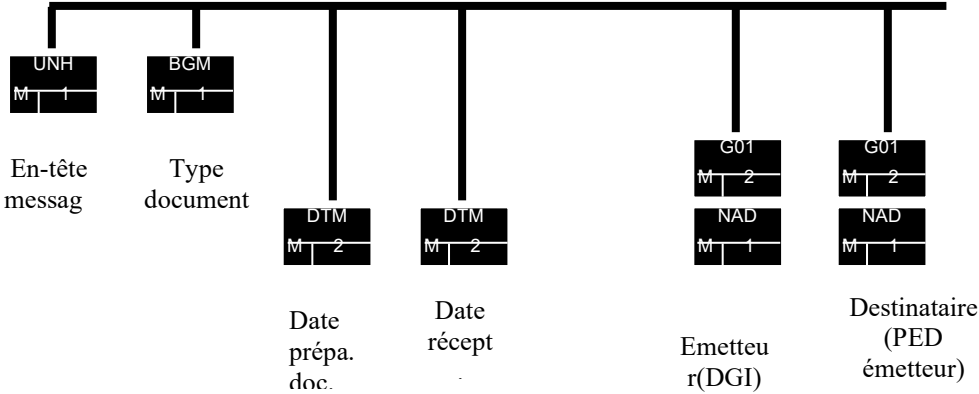 UNH
M 1
BGM
M 1
En-tête
messag
Type
document
DTM
M 2
DTM
M 2
G01
M 2
NAD
M 1
G01
M 2
NAD
M 1
Date
prépa.
doc.
Date
récept
.
Emetteu
r(DGI)
Destinataire
(PED
émetteur)